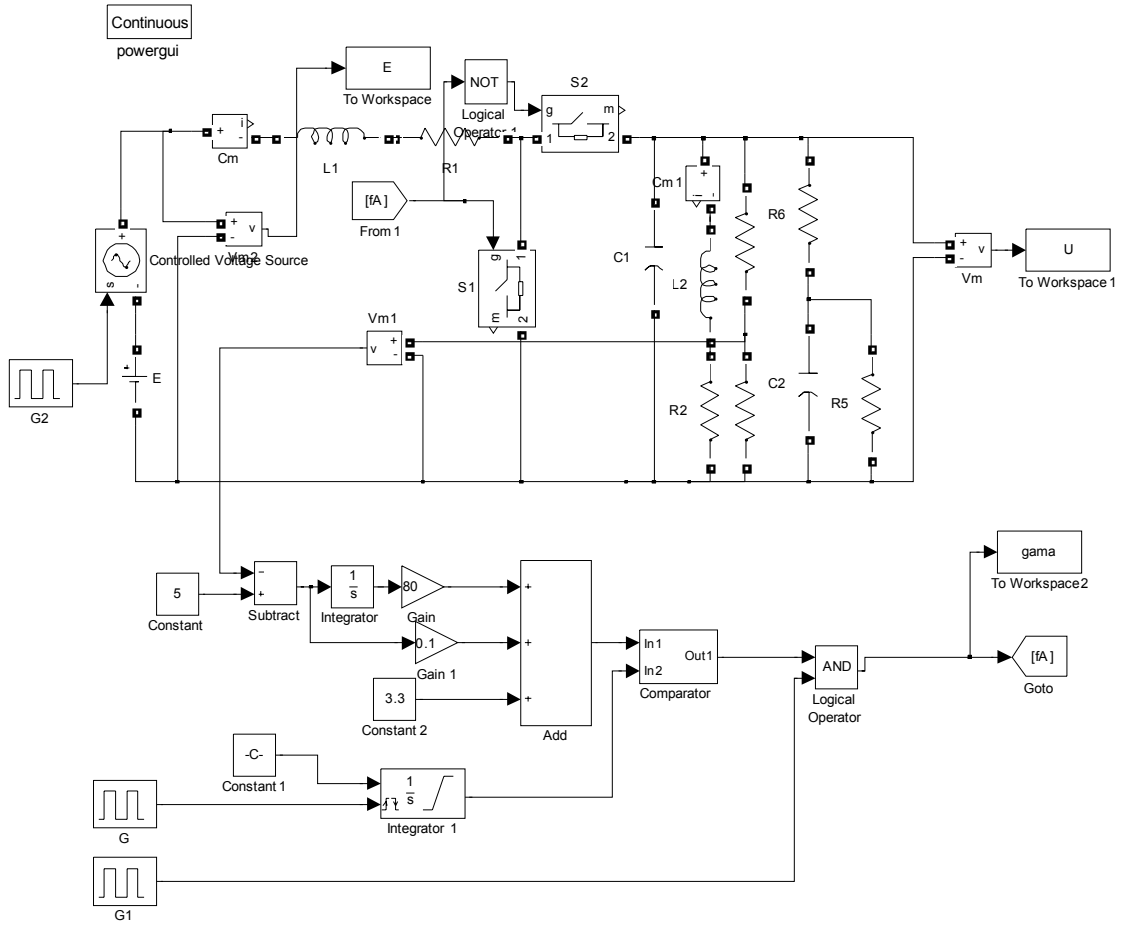 Continuous
powergui
E
To Workspace
NOT
Logical
Operator 1
S2
g
m
1
2
+
i
-
Cm
L1
R1
[fA]
From 1
+
-
v
Vm2
+
s
-
Controlled Voltage Source
S1
g
1
m
2
C1
Cm 1
+
i
-
L2
R6
+
-
v
Vm
U
To Workspace 1
Vm1
v
+
-
G2
+
E
R2
C2
R5
5
Constant
−
+
Subtract
1
s
Integrator
80
Gain
0.1
Gain 1
3.3
Constant 2
+
+
+
Add
In1
In2
Out1
Comparator
AND
Logical
Operator
gama
To Workspace2
[fA]
Goto
-C-
Constant 1
1
s
Integrator 1
G
G1